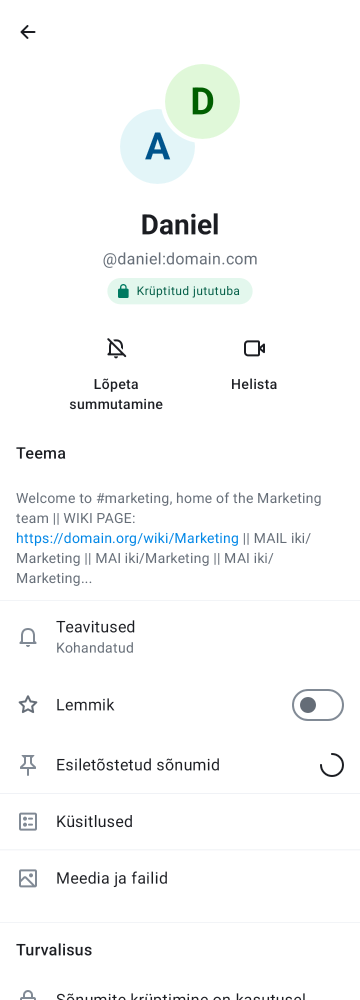 D
A
Daniel
@daniel:domain.com
Krüptitud jututuba
Lõpeta
summutamine
Helista
Teema
Welcome to #marketing, home of the Marketing
team || WIKI PAGE:
https://domain.org/wiki/Marketing || MAIL iki/
Marketing || MAI iki/Marketing || MAI iki/
Marketing...
Teavitused
Kohandatud
Lemmik
Esiletõstetud sõnumid
Küsitlused
Meedia ja failid
Turvalisus
Sõnumite krüptimine on kasutusel